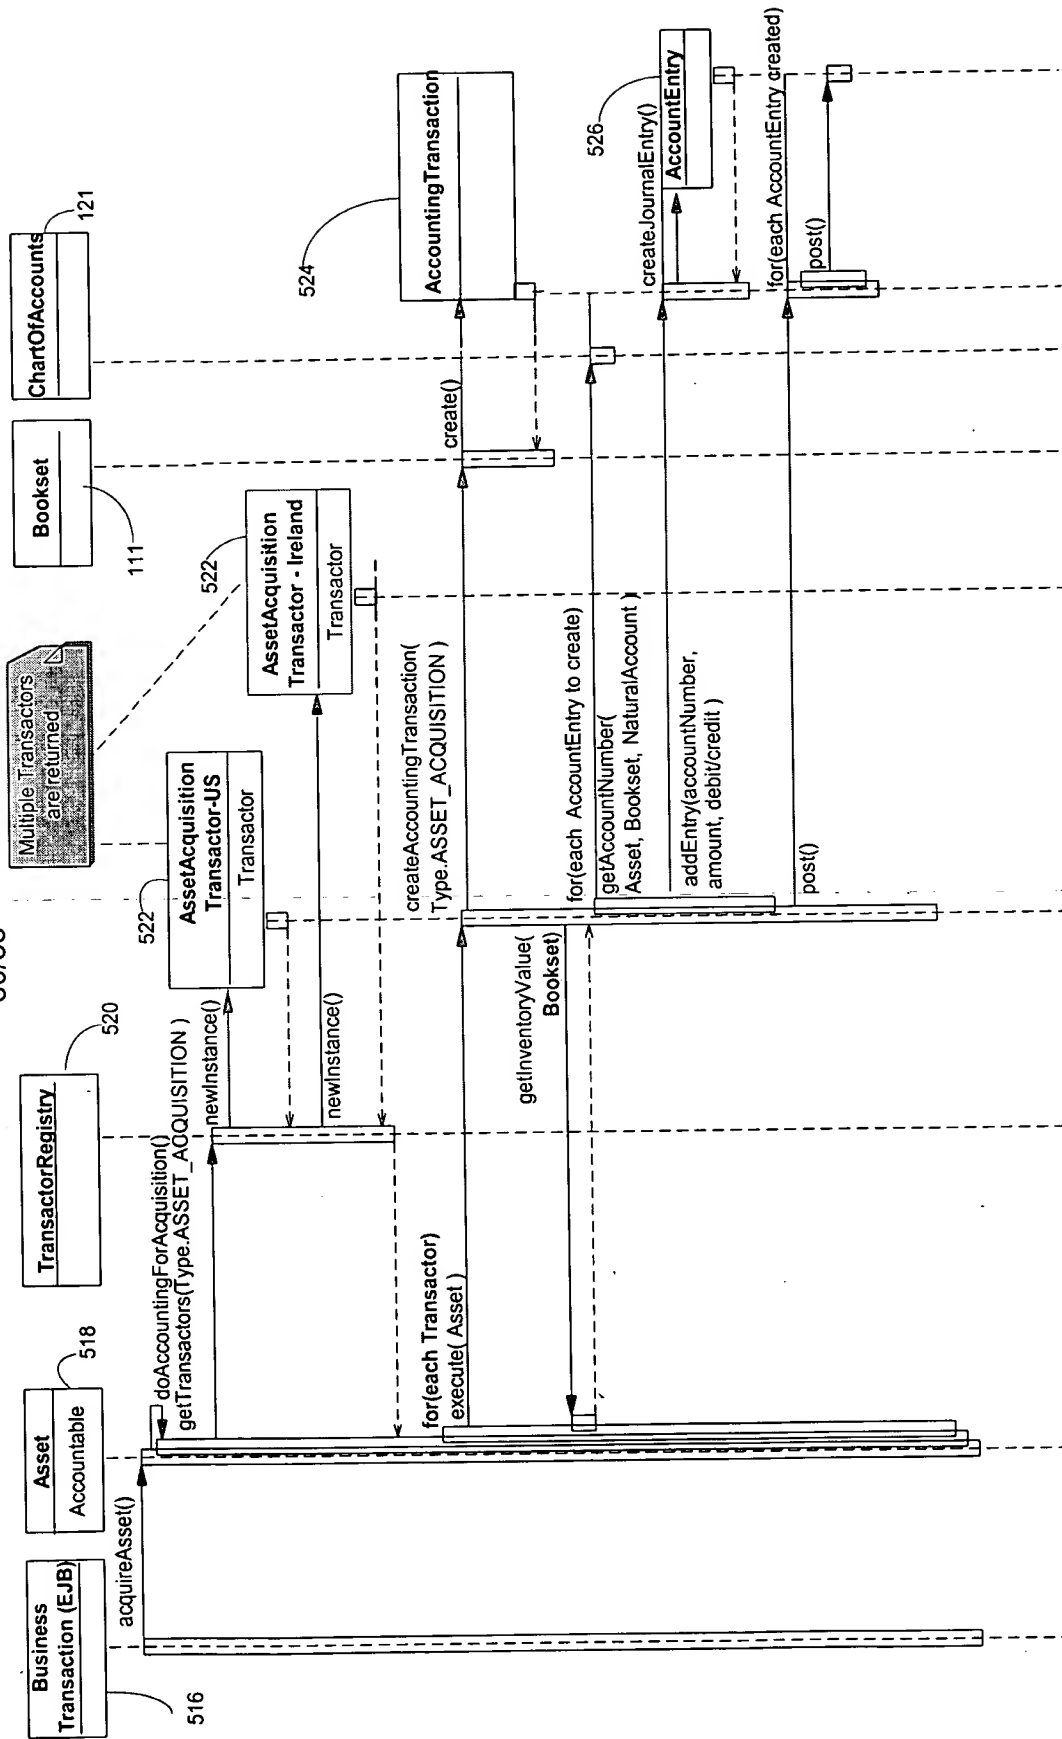 Business
Transaction (EJB)
516
Asset
Accountable
518
TransactorRegistry
520
Multiple Transactors
are returned
Bookset
111
ChartOfAccounts
121
acquireAsset()
doAccountingForAcquisition()
getTransactors(Type.ASSET_ACQUISITION )
newInstance()
522
AssetAcquisition
Transactor-US
Transactor
newInstance()
522
AssetAcquisition
Transactor - Ireland
Transactor
for(each Transactor)
execute( Asset )
createAccountingTransaction(
Type.ASSET_ACQUISITION )
create()
524
AccountingTransaction
getInventoryValue(
Bookset)
for(each AccountEntry to create)
getAccountNumber(
Asset, Bookset, NaturalAccount )
addEntry(accountNumber,
amount, debit/credit )
createJournalEntry()
526
AccountEntry
post()
for(each AccountEntry created)
post()